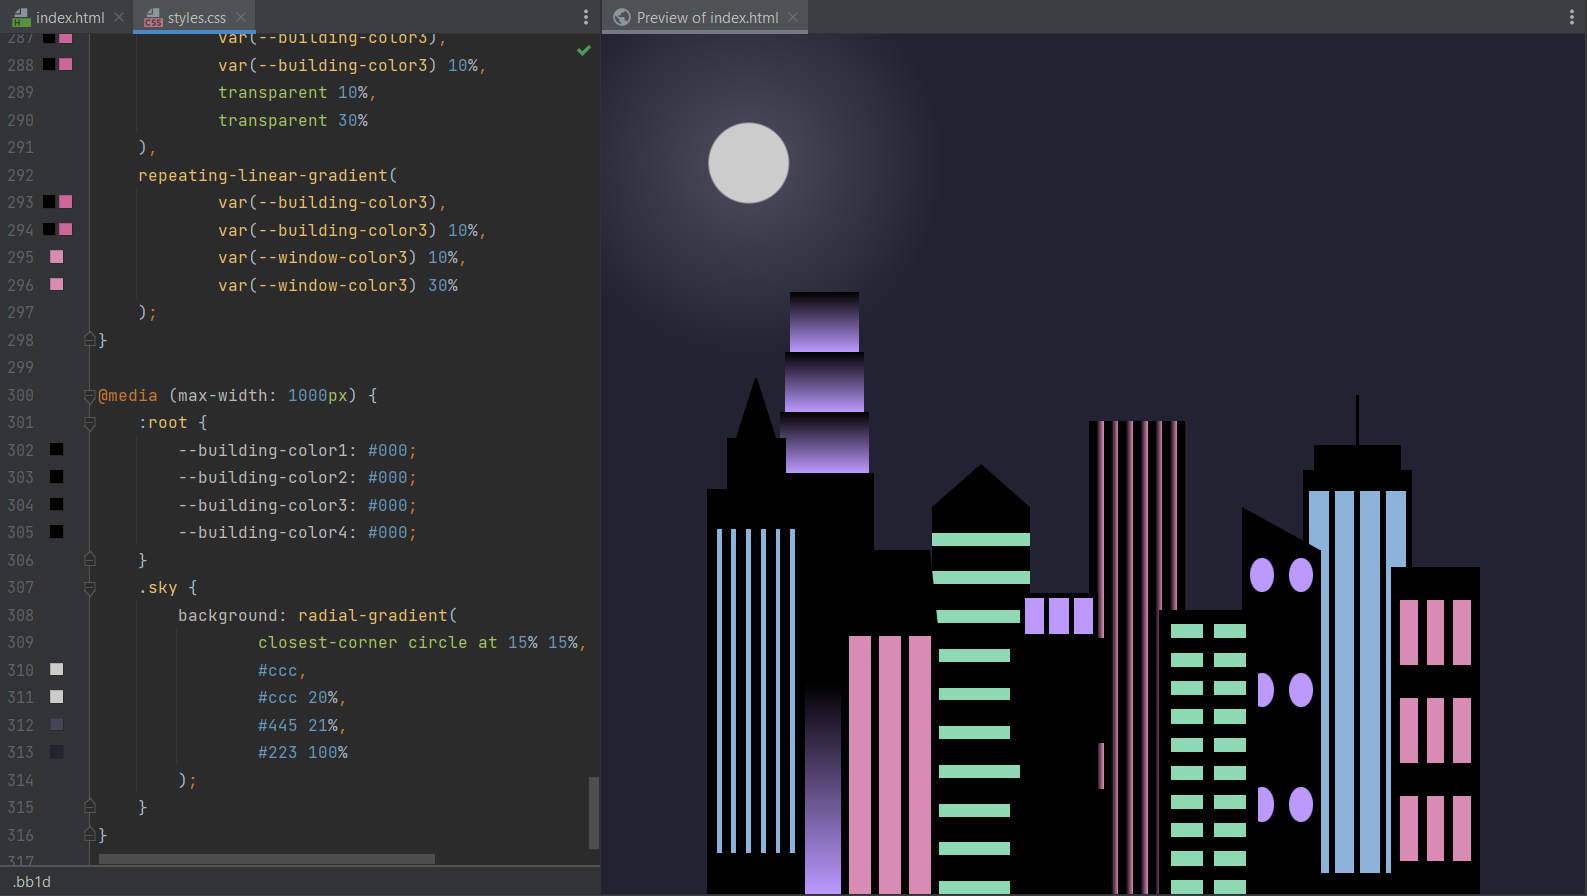 index.html
styles.css
Preview of index.html
287 var(--building-color3),
288 var(--building-color3) 10%,
289 transparent 10%,
290 transparent 30%
291 ),
292 repeating-linear-gradient(
293 var(--building-color3),
294 var(--building-color3) 10%,
295 var(--window-color3) 10%,
296 var(--window-color3) 30%
297 );
298 }
299
300 @media (max-width: 1000px) {
301 :root {
302 --building-color1: #000;
303 --building-color2: #000;
304 --building-color3: #000;
305 --building-color4: #000;
306 }
307 .sky {
308 background: radial-gradient(
309 closest-corner circle at 15% 15%,
310 #ccc,
311 #ccc 20%,
312 #445 21%,
313 #223 100%
314 );
315 }
316 }
317
.bb1d